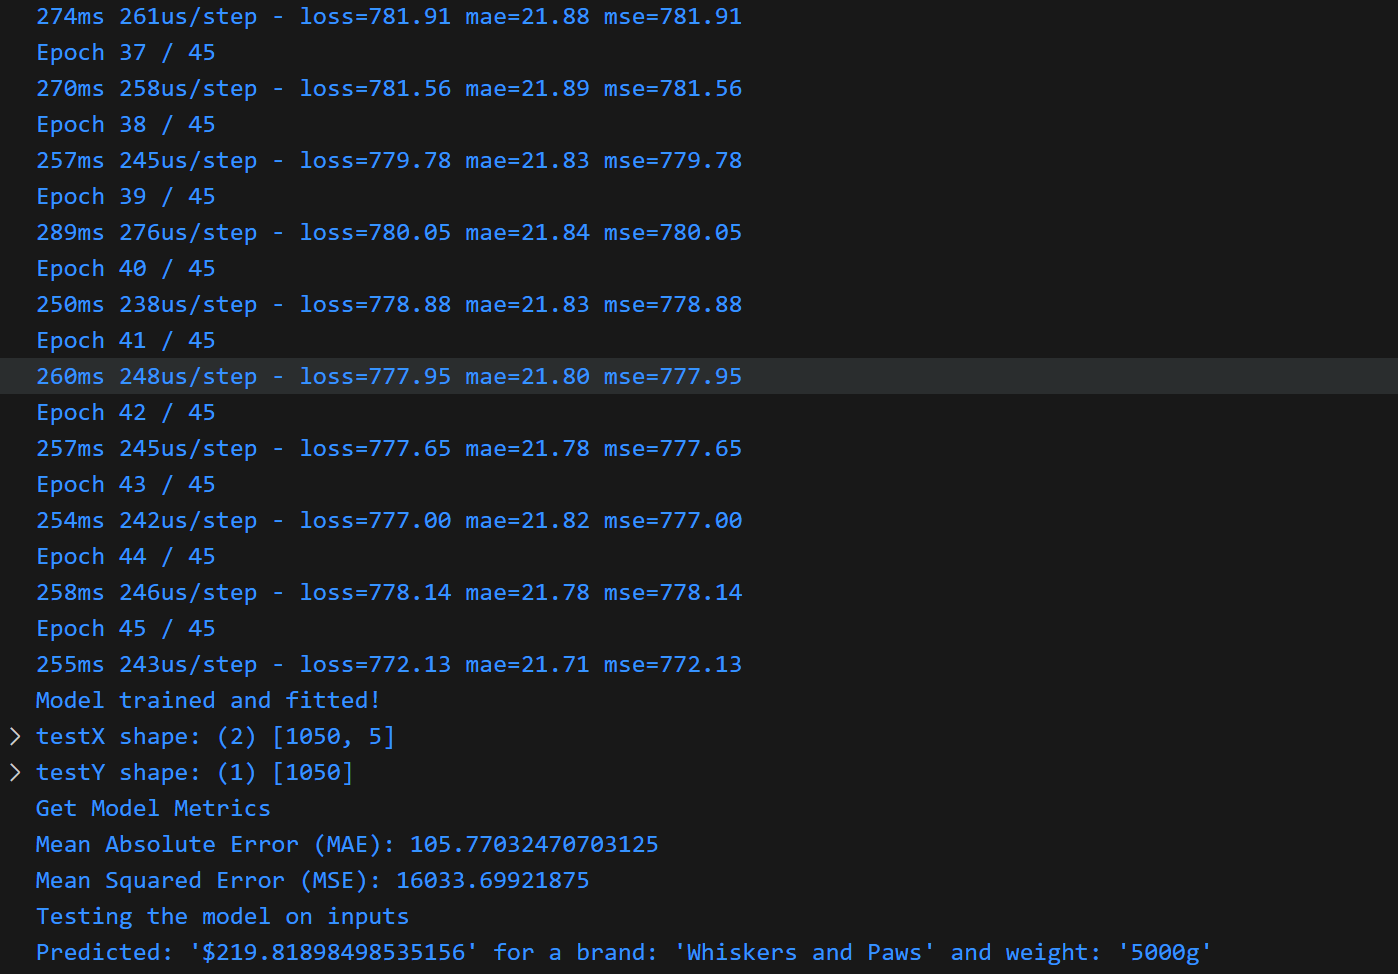 274ms 261us/step - loss=781.91 mae=21.88 mse=781.91
Epoch 37 / 45
270ms 258us/step - loss=781.56 mae=21.89 mse=781.56
Epoch 38 / 45
257ms 245us/step - loss=779.78 mae=21.83 mse=779.78
Epoch 39 / 45
289ms 276us/step - loss=780.05 mae=21.84 mse=780.05
Epoch 40 / 45
250ms 238us/step - loss=778.88 mae=21.83 mse=778.88
Epoch 41 / 45
260ms 248us/step - loss=777.95 mae=21.80 mse=777.95
Epoch 42 / 45
257ms 245us/step - loss=777.65 mae=21.78 mse=777.65
Epoch 43 / 45
254ms 242us/step - loss=777.00 mae=21.82 mse=777.00
Epoch 44 / 45
258ms 246us/step - loss=778.14 mae=21.78 mse=778.14
Epoch 45 / 45
255ms 243us/step - loss=772.13 mae=21.71 mse=772.13
Model trained and fitted!
> testX shape: (2) [1050, 5]
> testY shape: (1) [1050]
Get Model Metrics
Mean Absolute Error (MAE): 105.77032470703125
Mean Squared Error (MSE): 16033.69921875
Testing the model on inputs
Predicted: '$219.81898498535156' for a brand: 'Whiskers and Paws' and weight: '5000g'